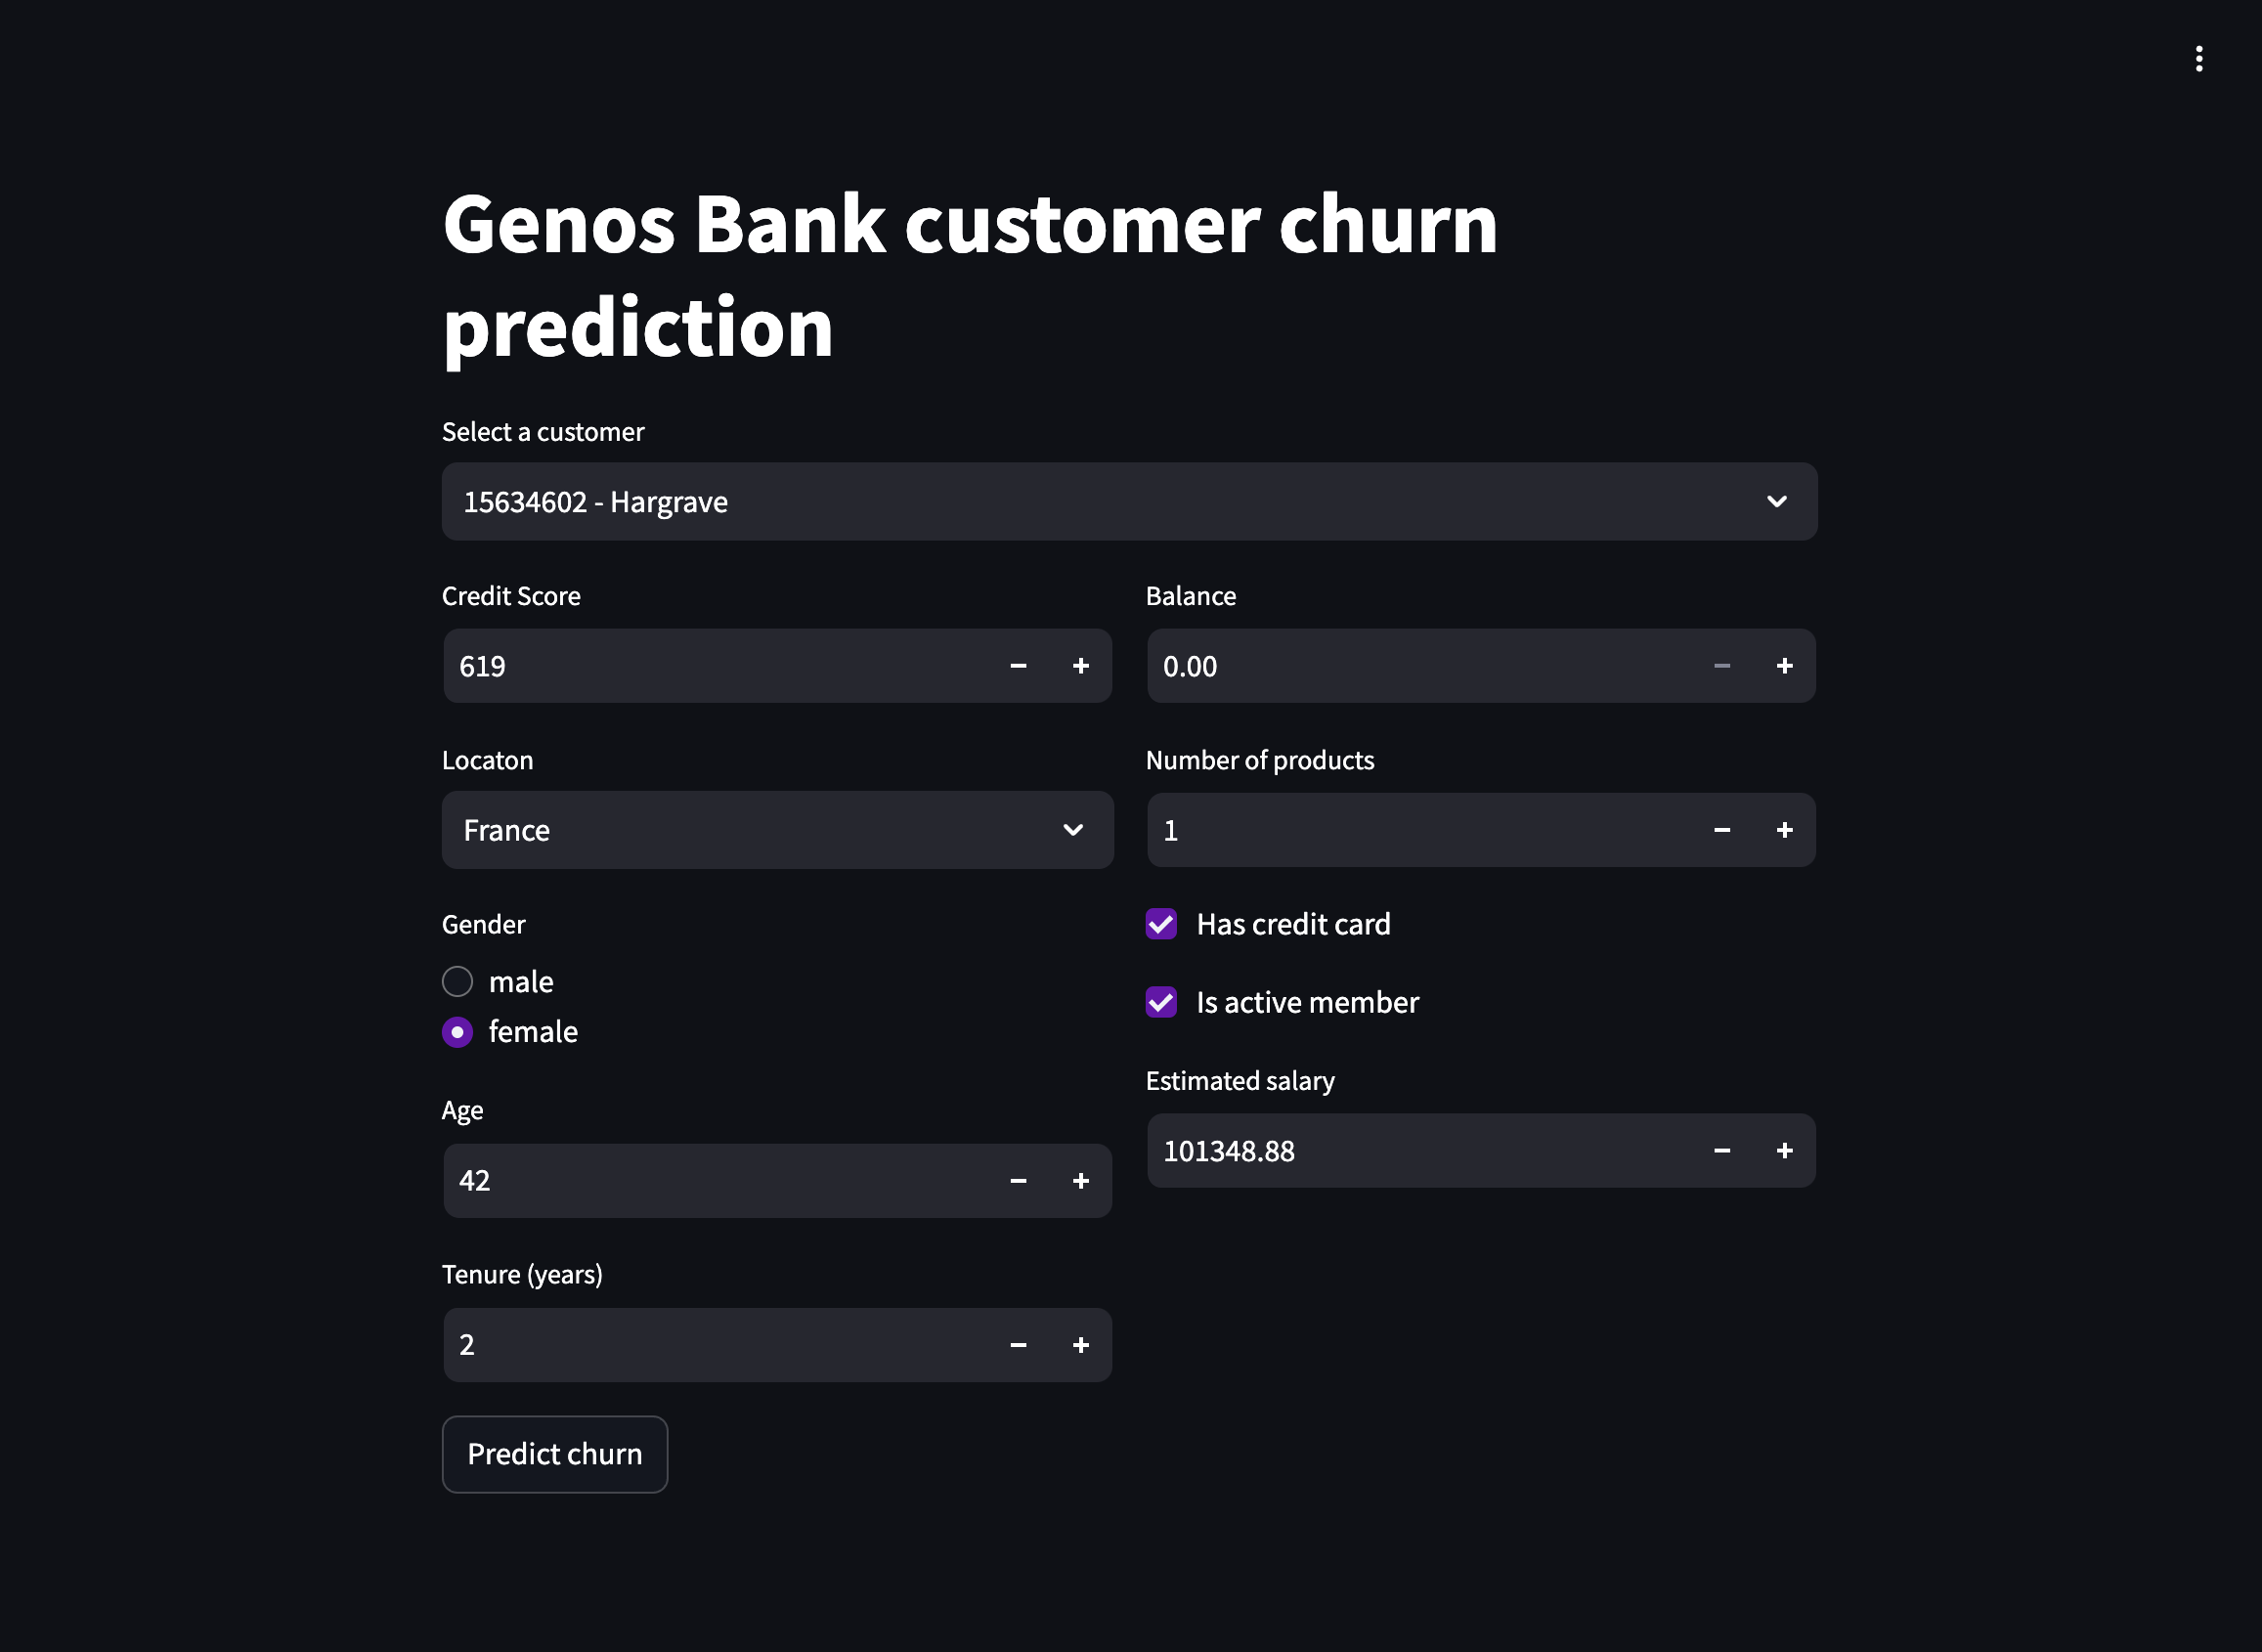 Genos Bank customer churn
prediction
Select a customer
15634602 - Hargrave
Credit Score
619
Locaton
France
Gender
male
female
Age
42
Tenure (years)
2
Predict churn
Balance
0.00
Number of products
1
Has credit card
Is active member
Estimated salary
101348.88